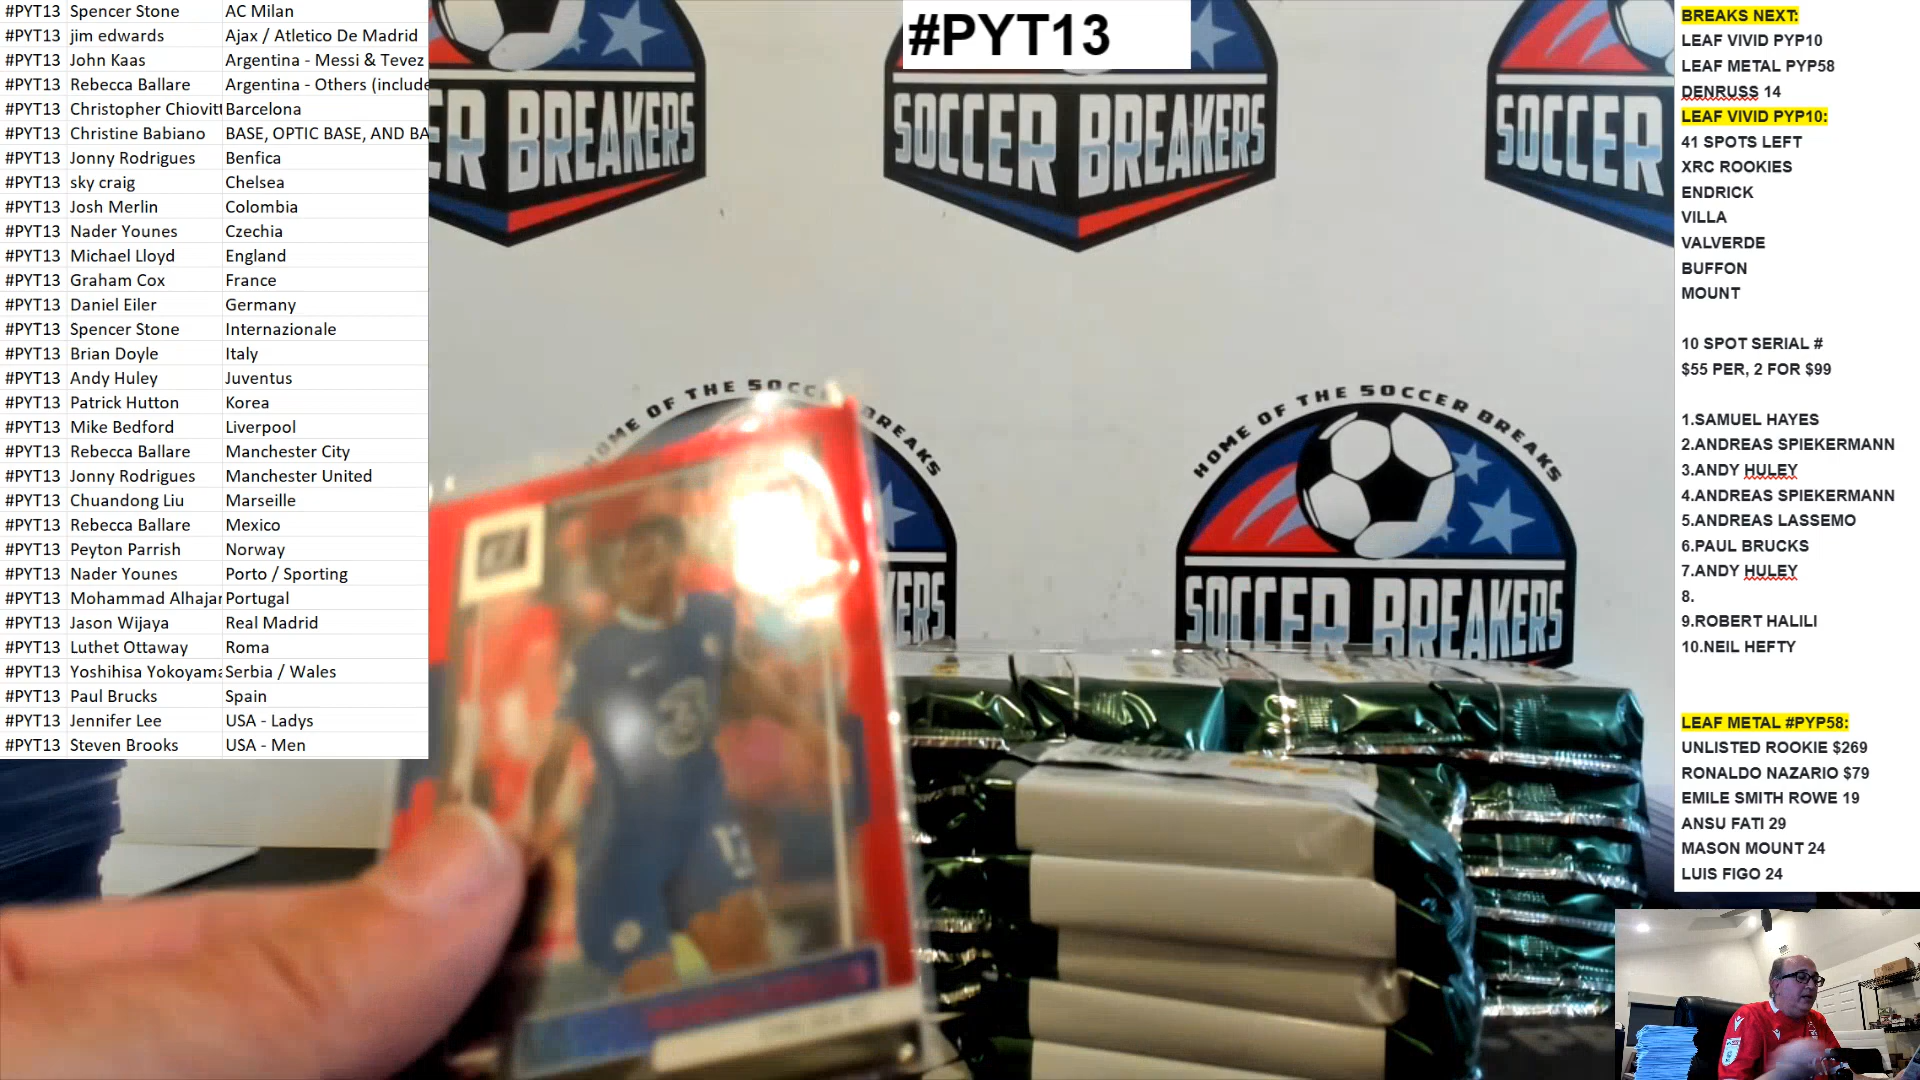 #PYT13 Spencer Stone AC Milan
#PYT13 jim edwards Ajax / Atletico De Madrid
#PYT13 John Kaas Argentina - Messi & Tevez
#PYT13 Rebecca Ballare Argentina - Others (include
#PYT13 Christopher Chiovitt Barcelona
#PYT13 Christine Babiano BASE, OPTIC BASE, AND BA
#PYT13 Jonny Rodrigues Benfica
#PYT13 sky craig Chelsea
#PYT13 Josh Merlin Colombia
#PYT13 Nader Younes Czechia
#PYT13 Michael Lloyd England
#PYT13 Graham Cox France
#PYT13 Daniel Eiler Germany
#PYT13 Spencer Stone Internazionale
#PYT13 Brian Doyle Italy
#PYT13 Andy Huley Juventus
#PYT13 Patrick Hutton Korea
#PYT13 Mike Bedford Liverpool
#PYT13 Rebecca Ballare Manchester City
#PYT13 Jonny Rodrigues Manchester United
#PYT13 Chuandong Liu Marseille
#PYT13 Rebecca Ballare Mexico
#PYT13 Peyton Parrish Norway
#PYT13 Nader Younes Porto / Sporting
#PYT13 Mohammad Alhajar Portugal
#PYT13 Jason Wijaya Real Madrid
#PYT13 Luthet Ottaway Roma
#PYT13 Yoshihisa Yokoyama Serbia / Wales
#PYT13 Paul Brucks Spain
#PYT13 Jennifer Lee USA - Ladys
#PYT13 Steven Brooks USA - Men
#PYT13
ER BREAKERS
SOCCER BREAKERS
SOCCER
HOME OF THE SOCC BREAKS
KERS
HOME OF THE SOCCER BREAKS
SOCCER BREAKERS
BREAKS NEXT:
LEAF VIVID PYP10
LEAF METAL PYP58
DENRUSS 14
LEAF VIVID PYP10:
41 SPOTS LEFT
XRC ROOKIES
ENDRICK
VILLA
VALVERDE
BUFFON
MOUNT
10 SPOT SERIAL #
$55 PER, 2 FOR $99
1.SAMUEL HAYES
2.ANDREAS SPIEKERMANN
3.ANDY HULEY
4.ANDREAS SPIEKERMANN
5.ANDREAS LASSEMO
6.PAUL BRUCKS
7.ANDY HULEY
8.
9.ROBERT HALILI
10.NEIL HEFTY
LEAF METAL #PYP58:
UNLISTED ROOKIE $269
RONALDO NAZARIO $79
EMILE SMITH ROWE 19
ANSU FATI 29
MASON MOUNT 24
LUIS FIGO 24